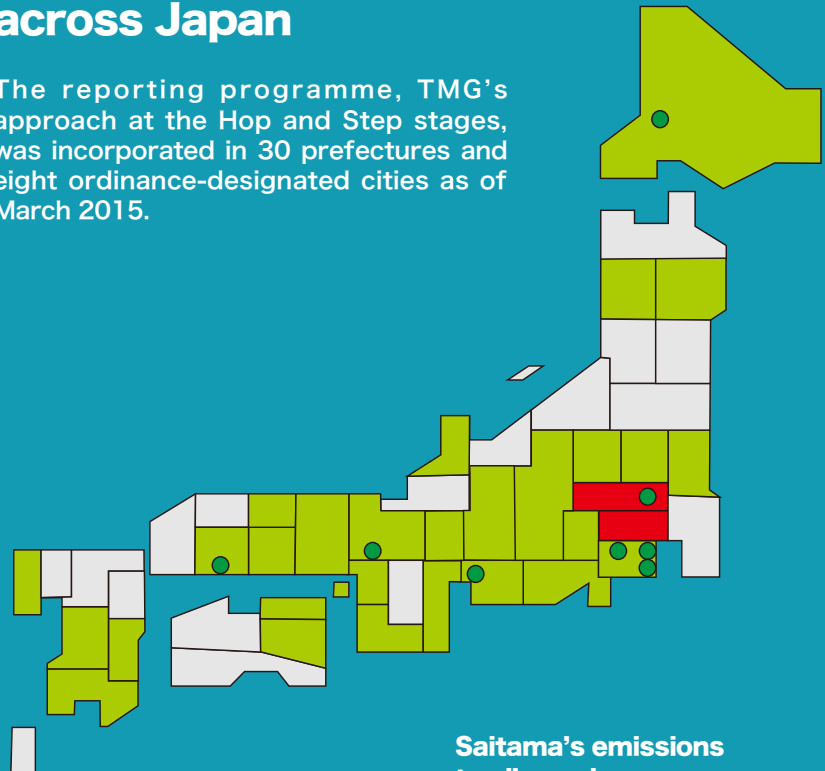 across Japan
The reporting programme, TMG's
approach at the Hop and Step stages,
was incorporated in 30 prefectures and
eight ordinance-designated cities as of
March 2015.
Saitama's emissions